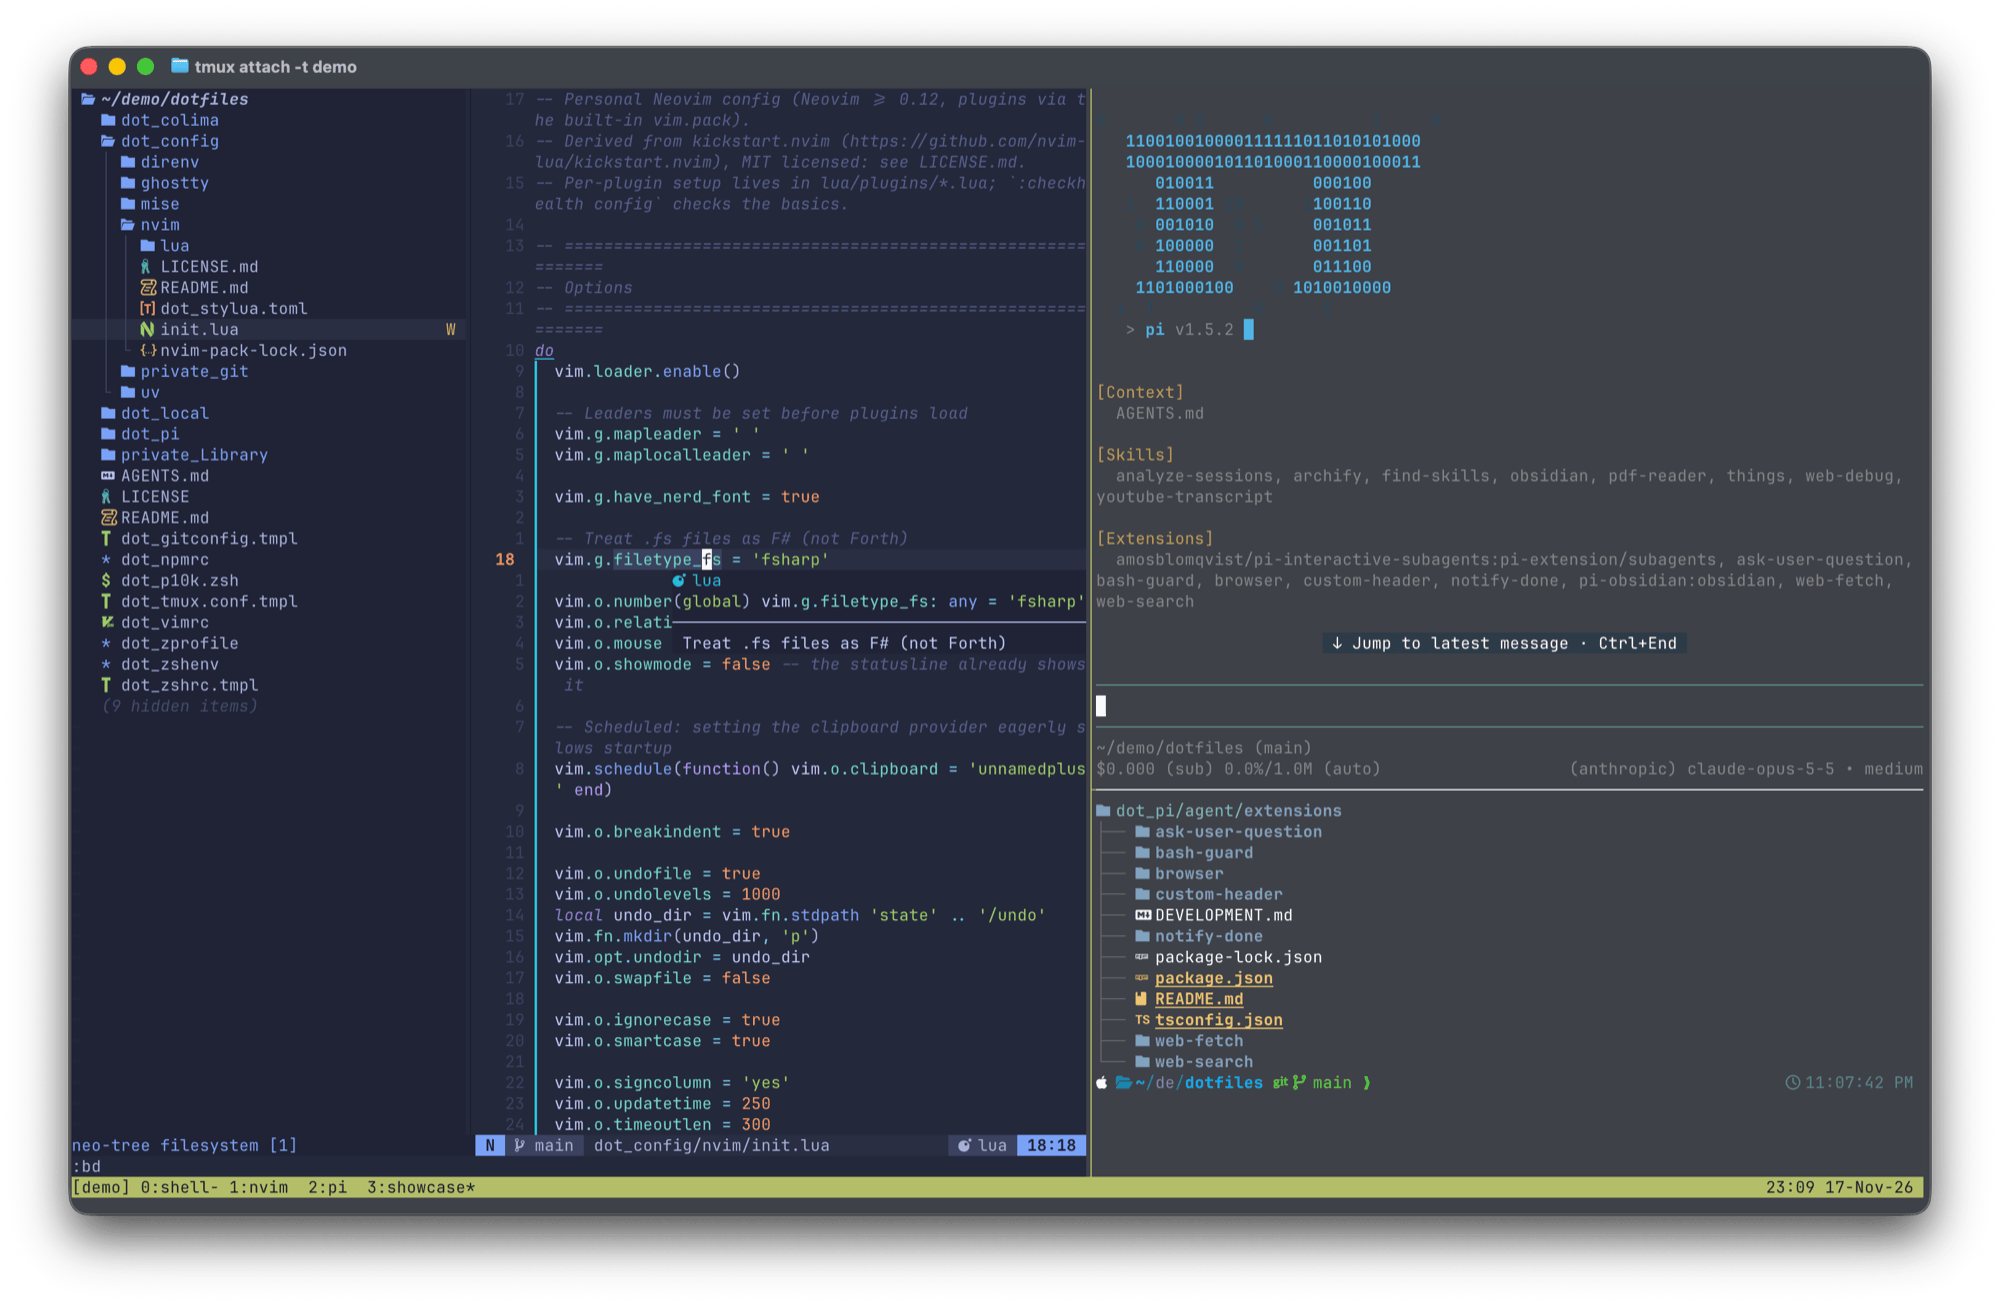 tmux attach -t demo
~/demo/dotfiles
dot_colima
dot_config
direnv
ghostty
mise
nvim
lua
LICENSE.md
README.md
dot_stylua.toml
init.lua W
nvim-pack-lock.json
private_git
uv
dot_local
dot_pi
private_Library
AGENTS.md
LICENSE
README.md
dot_gitconfig.tmpl
dot_npmrc
dot_p10k.zsh
dot_tmux.conf.tmpl
dot_vimrc
dot_zprofile
dot_zshenv
dot_zshrc.tmpl
(9 hidden items)
neo-tree filesystem [1]
:bd
17 -- Personal Neovim config (Neovim ≥ 0.12, plugins via t
he built-in vim.pack).
16 -- Derived from kickstart.nvim (https://github.com/nvim-
lua/kickstart.nvim), MIT licensed: see LICENSE.md.
15 -- Per-plugin setup lives in lua/plugins/*.lua; `:checkh
ealth config` checks the basics.
14
13 -- =====================================================
=======
12 -- Options
11 -- =====================================================
=======
10 do
9 vim.loader.enable()
8
7 -- Leaders must be set before plugins load
6 vim.g.mapleader = ' '
5 vim.g.maplocalleader = ' '
4
3 vim.g.have_nerd_font = true
2
1 -- Treat .fs files as F# (not Forth)
18 vim.g.filetype_fs = 'fsharp'
1 lua
2 vim.o.number(global) vim.g.filetype_fs: any = 'fsharp'
3 vim.o.relati
4 vim.o.mouse Treat .fs files as F# (not Forth)
5 vim.o.showmode = false -- the statusline already shows
it
6
7 -- Scheduled: setting the clipboard provider eagerly s
lows startup
8 vim.schedule(function() vim.o.clipboard = 'unnamedplus
' end)
9
10 vim.o.breakindent = true
11
12 vim.o.undofile = true
13 vim.o.undolevels = 1000
14 local undo_dir = vim.fn.stdpath 'state' .. '/undo'
15 vim.fn.mkdir(undo_dir, 'p')
16 vim.opt.undodir = undo_dir
17 vim.o.swapfile = false
18
19 vim.o.ignorecase = true
20 vim.o.smartcase = true
21
22 vim.o.signcolumn = 'yes'
23 vim.o.updatetime = 250
24 vim.o.timeoutlen = 300
N main dot_config/nvim/init.lua lua 18:18
110010010000111111011010101000
100010000101101000110000100011
010011 000100
110001 100110
001010 001011
100000 001101
110000 011100
1101000100 1010010000
> pi v1.5.2
[Context]
AGENTS.md
[Skills]
analyze-sessions, archify, find-skills, obsidian, pdf-reader, things, web-debug,
youtube-transcript
[Extensions]
amosblomqvist/pi-interactive-subagents:pi-extension/subagents, ask-user-question,
bash-guard, browser, custom-header, notify-done, pi-obsidian:obsidian, web-fetch,
web-search
↓ Jump to latest message · Ctrl+End
~/demo/dotfiles (main)
$0.000 (sub) 0.0%/1.0M (auto) (anthropic) claude-opus-5-5 • medium
dot_pi/agent/extensions
ask-user-question
bash-guard
browser
custom-header
DEVELOPMENT.md
notify-done
package-lock.json
package.json
README.md
TS tsconfig.json
web-fetch
web-search
~/de/dotfiles git main ❯ 11:07:42 PM
[demo] 0:shell- 1:nvim 2:pi 3:showcase* 23:09 17-Nov-26